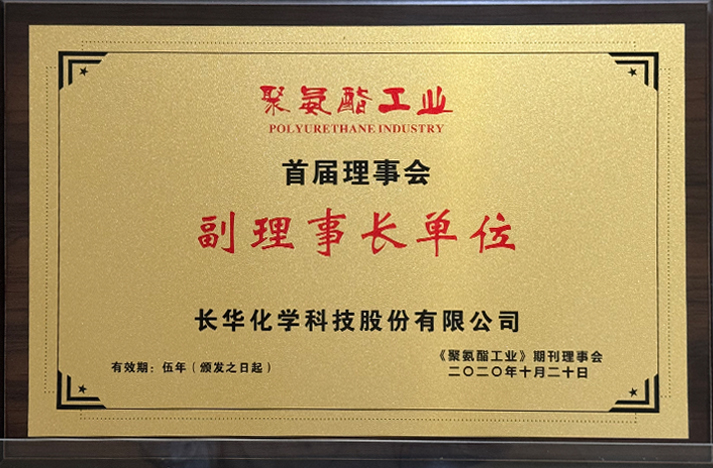 聚氨酯工业
POLYURETHANE INDUSTRY
首届理事会
副理事长单位
长华化学科技股份有限公司
有效期：伍年（颁发之日起）
《聚氨酯工业》期刊理事会
二〇二〇年十月二十日